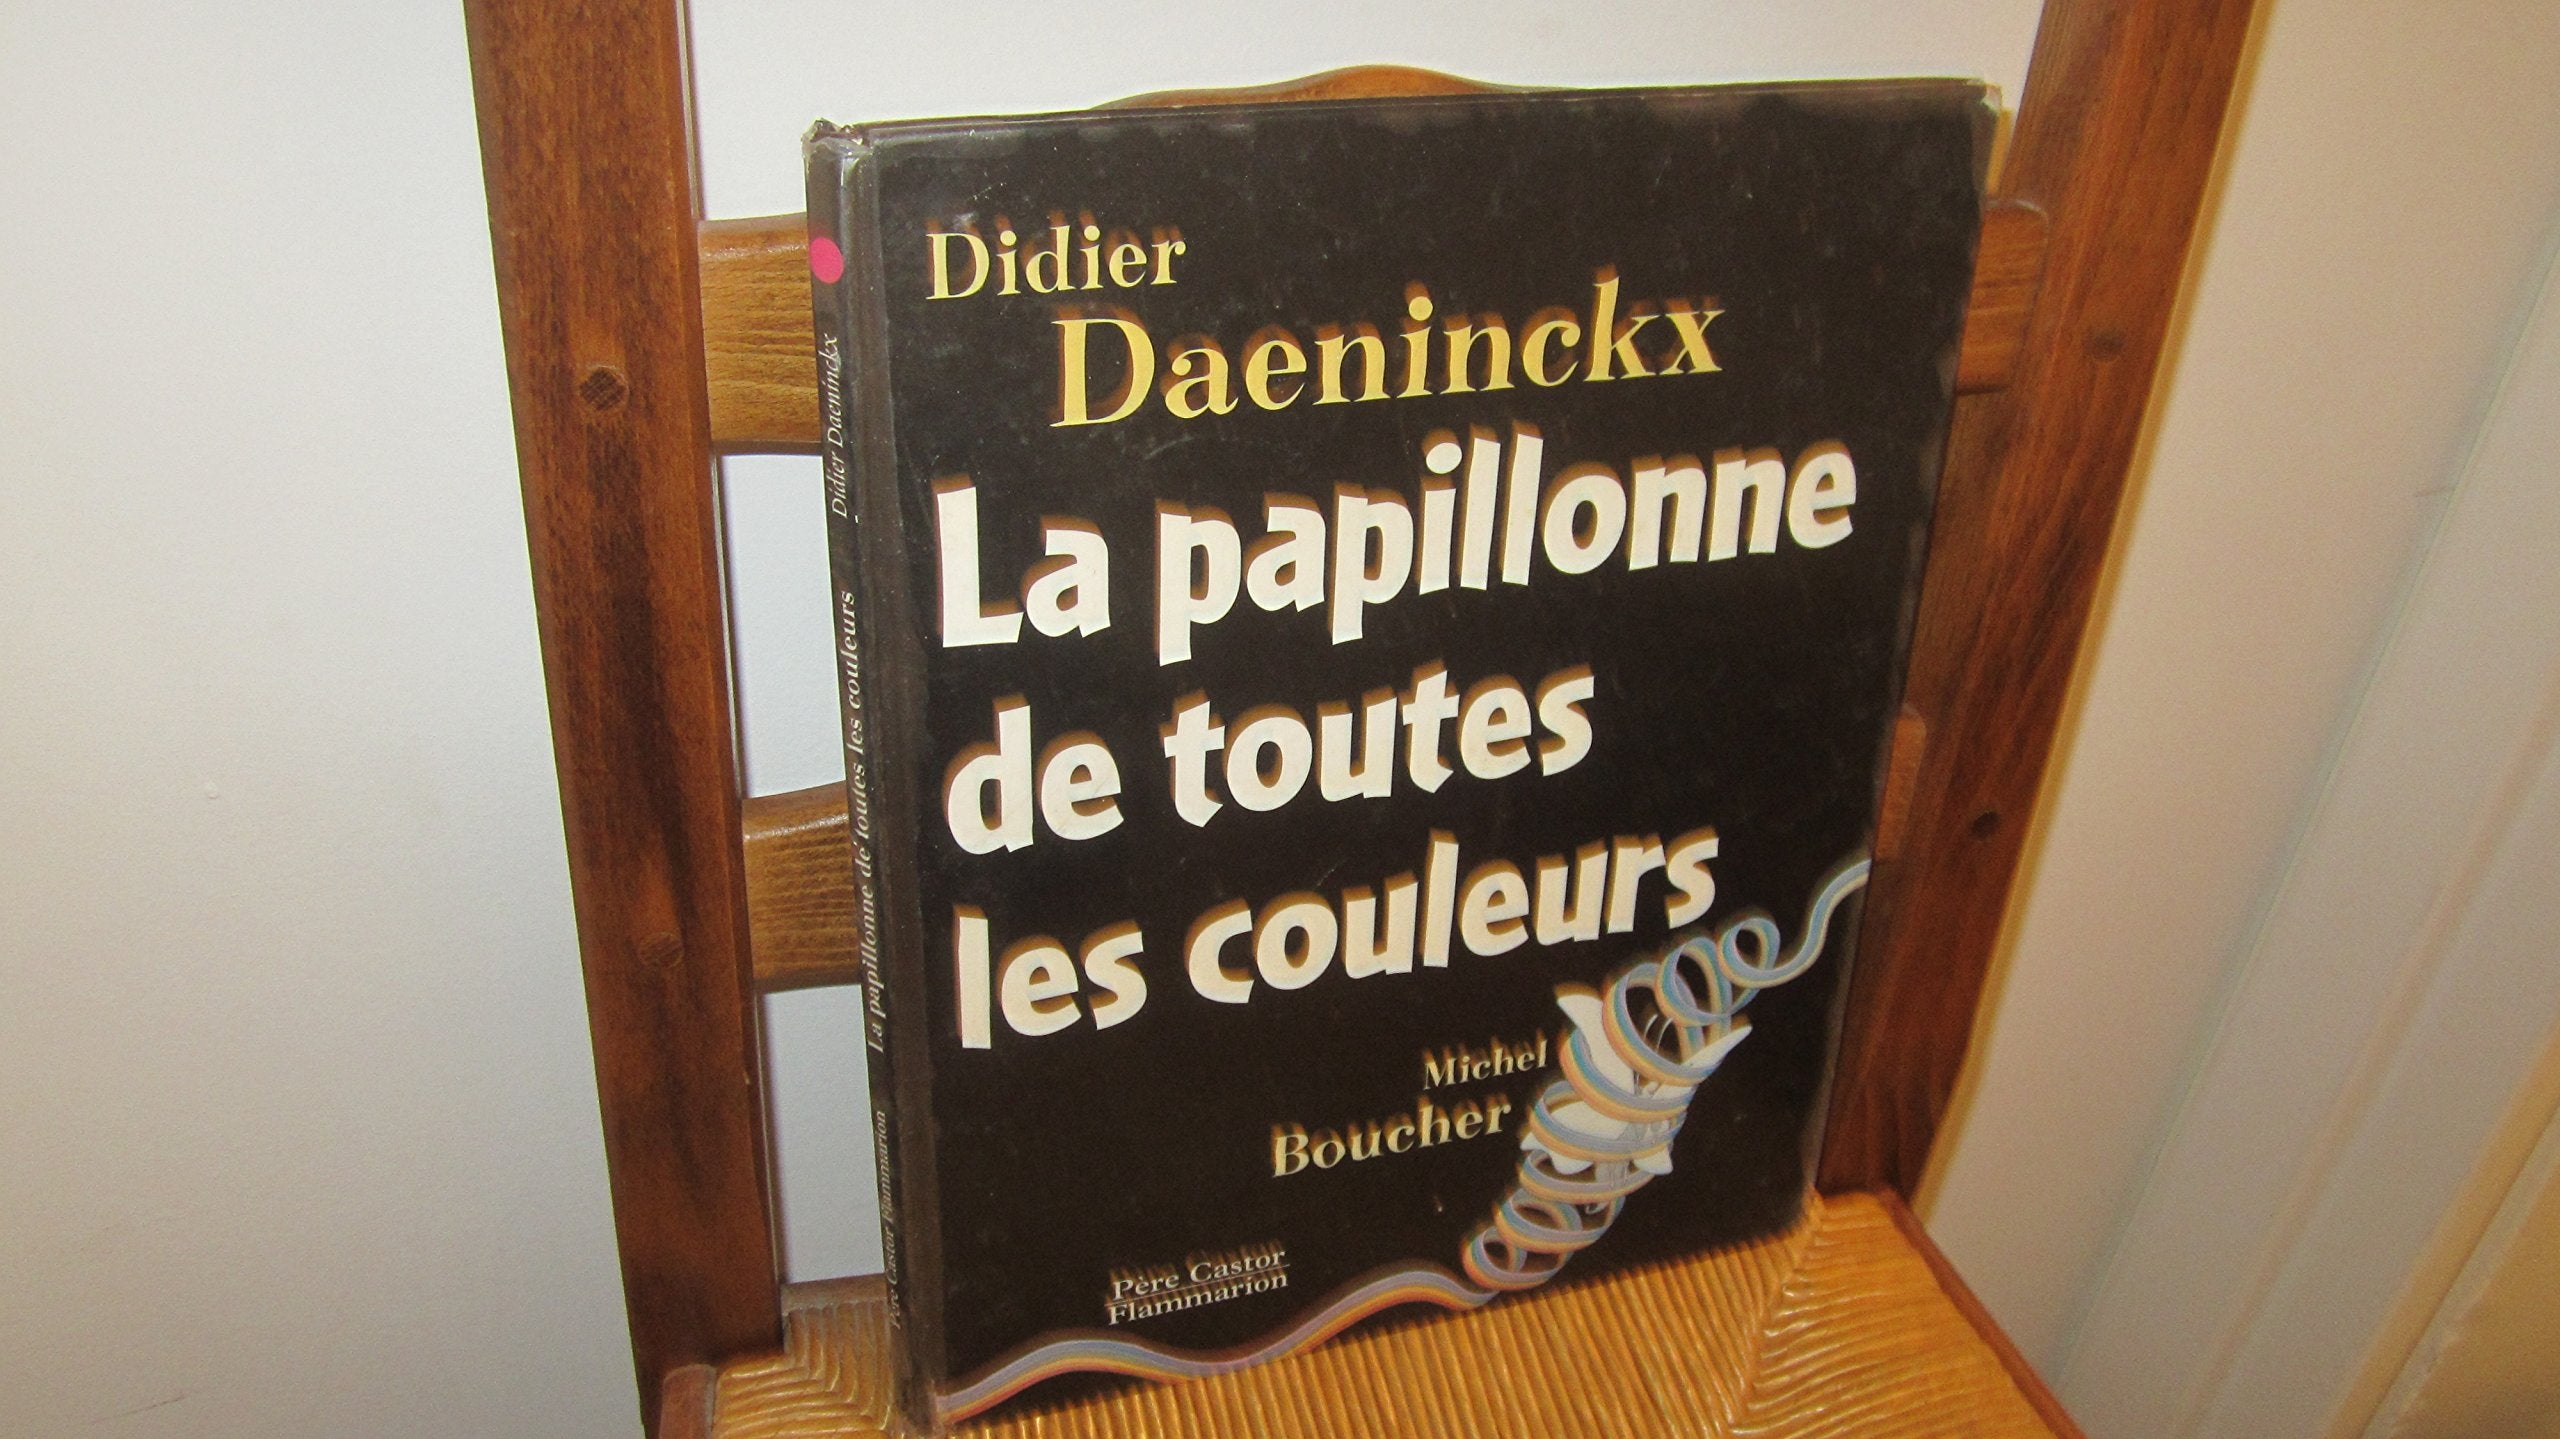 Didier
Daeninckx
La papillonne
de toutes
les couleurs
Michel
Boucher
Père Castor
Flammarion
Didier Daeninckx
La papillonne de toutes les couleurs
Père Castor Flammarion